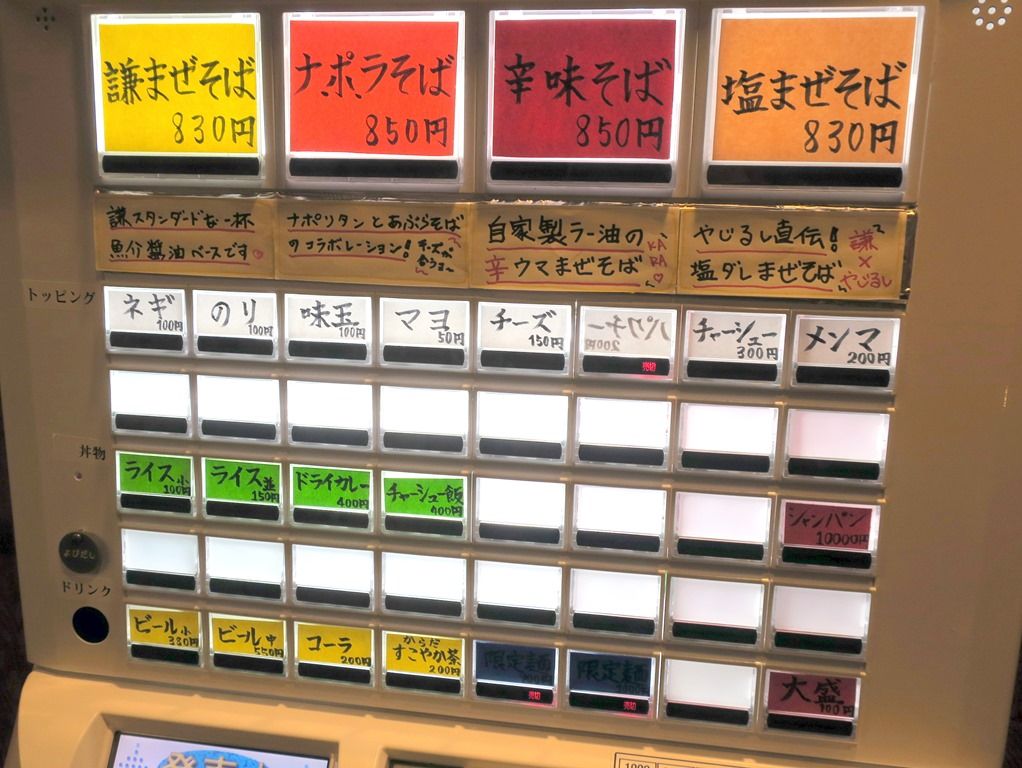 謙まぜそば
830円
ナポラそば
850円
辛味そば
850円
塩まぜそば
830円
謙スタンダードな一杯
魚介醤油ベースです♡
ナポリタンとあぶらそば
のコラボレーション!
チーズが
合うヨ〜
自家製ラー油の
辛ウマまぜそば
KARA♡
やじるし直伝!
塩ダレまぜそば
謙
×
やじるし
トッピング
ネギ
100円
のり
100円
味玉
100円
マヨ
50円
チーズ
150円
パワチー
200円
売切
チャーシュー
300円
メンマ
200円
丼物
ライス小
100円
ライス並
150円
ドライカレー
400円
チャーシュー飯
400円
シャンパン
10000円
よびだし
ドリンク
ビール小
380円
ビール中
550円
コーラ
200円
からだ
すこやか茶
200円
限定麺
売切
限定麺
売切
大盛
100円
1000